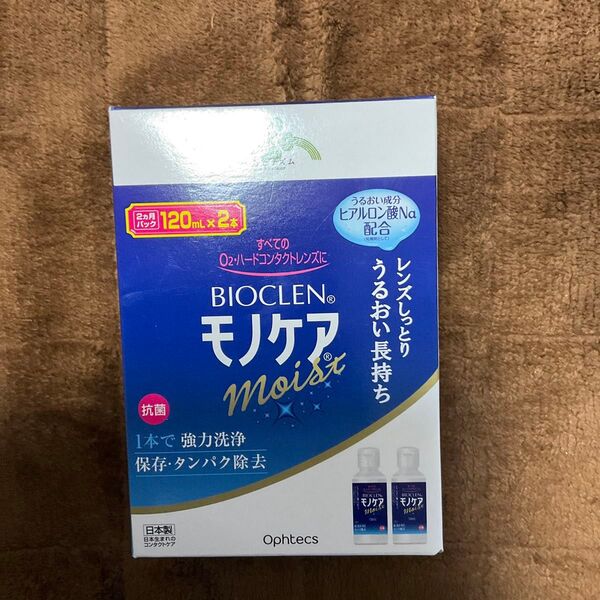 2ヵ月
パック
120mL×2本
うるおい成分
ヒアルロン酸Na
配合
すべての
O2・ハードコンタクトレンズに
BIOCLEN®
モノケア®
moist
レンズしっとり
うるおい長持ち
抗菌
1本で 強力洗浄
保存・タンパク除去
日本製
日本生まれの
コンタクトケア
Ophtecs
BIOCLEN
モノケア
moist
BIOCLEN
モノケア
moist